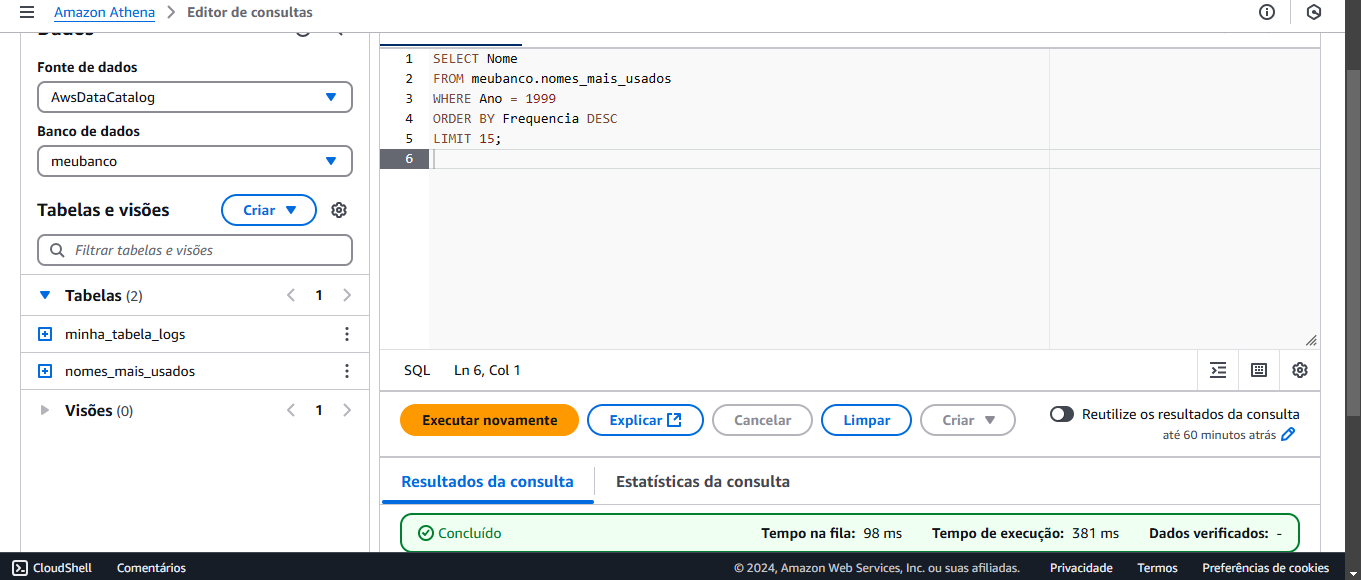 Amazon Athena > Editor de consultas
Dados
Fonte de dados
AwsDataCatalog
Banco de dados
meubanco
Tabelas e visões
Criar
Filtrar tabelas e visões
Tabelas (2)
1
minha_tabela_logs
nomes_mais_usados
Visões (0)
1
1 SELECT Nome
2 FROM meubanco.nomes_mais_usados
3 WHERE Ano = 1999
4 ORDER BY Frequencia DESC
5 LIMIT 15;
6
SQL Ln 6, Col 1
Executar novamente Explicar Cancelar Limpar Criar
Reutilize os resultados da consulta
até 60 minutos atrás
Resultados da consulta Estatísticas da consulta
Concluído Tempo na fila: 98 ms Tempo de execução: 381 ms Dados verificados: -
CloudShell Comentários © 2024, Amazon Web Services, Inc. ou suas afiliadas. Privacidade Termos Preferências de cookies